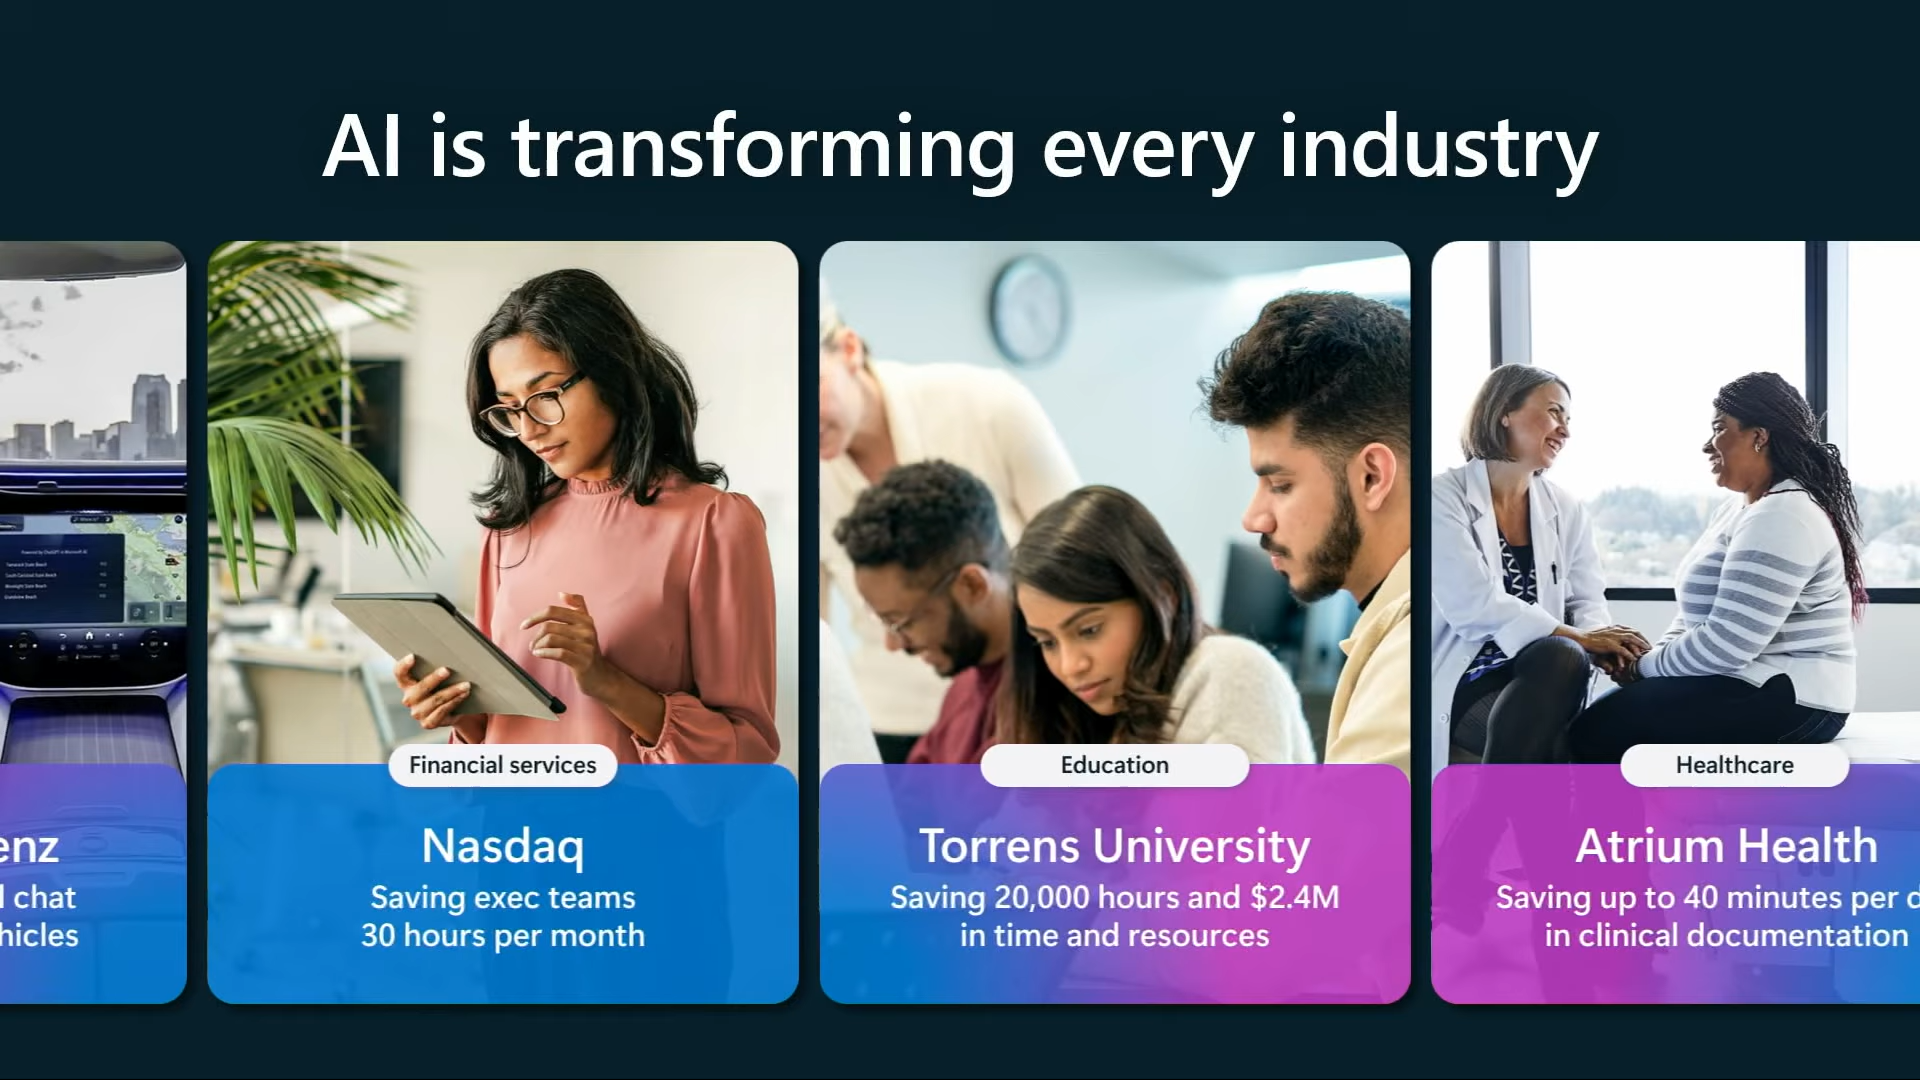 AI is transforming every industry
Financial services
Education
Healthcare
enz
l chat
hicles
Nasdaq
Saving exec teams
30 hours per month
Torrens University
Saving 20,000 hours and $2.4M
in time and resources
Atrium Health
Saving up to 40 minutes per d
in clinical documentation